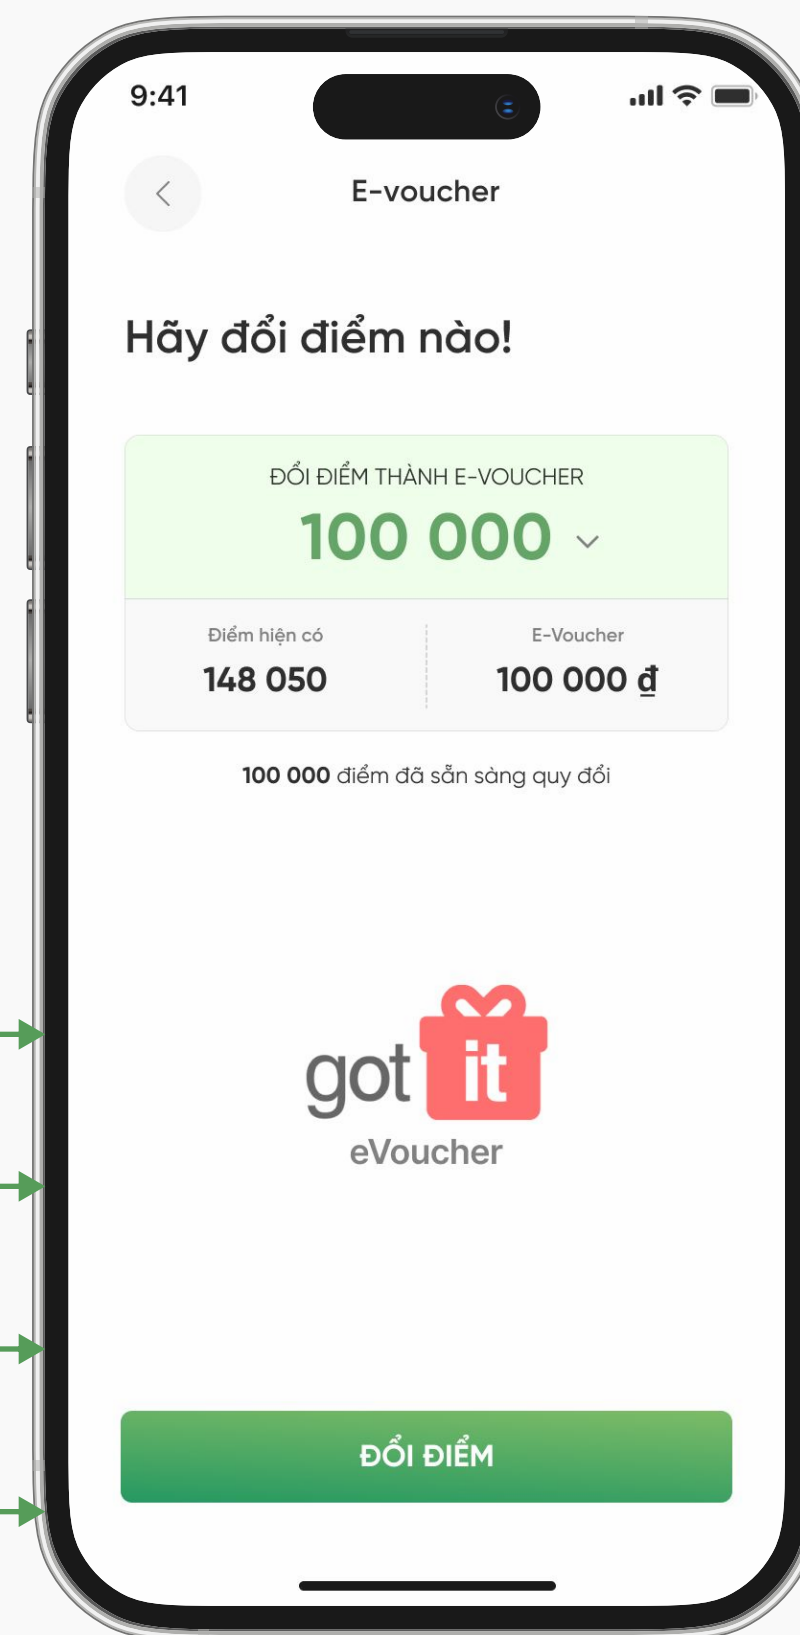 9:41
E-voucher
Hãy đổi điểm nào!
ĐỔI ĐIỂM THÀNH E-VOUCHER
100 000
Điểm hiện có
148 050
E-Voucher
100 000 ₫
100 000 điểm đã sẵn sàng quy đổi
got it
eVoucher
ĐỔI ĐIỂM